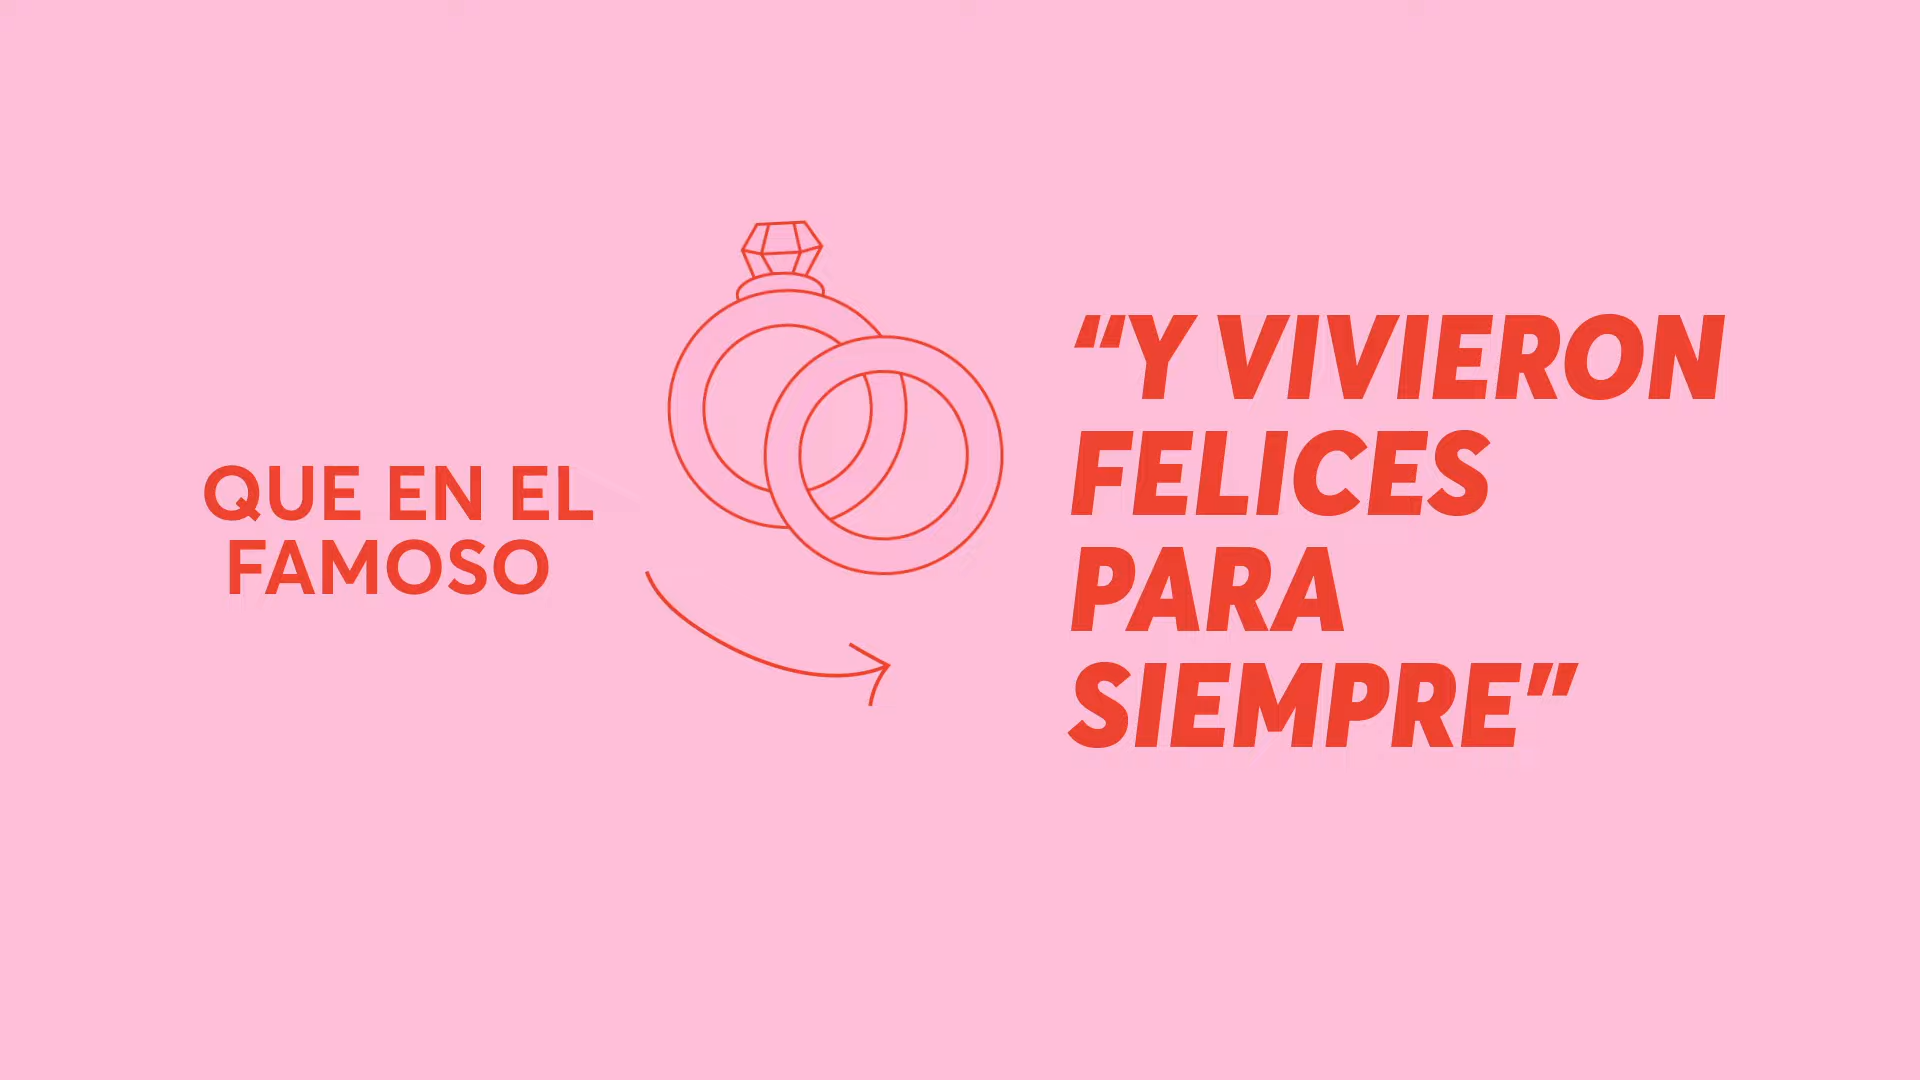 QUE EN EL
FAMOSO
“Y VIVIERON
FELICES
PARA
SIEMPRE”